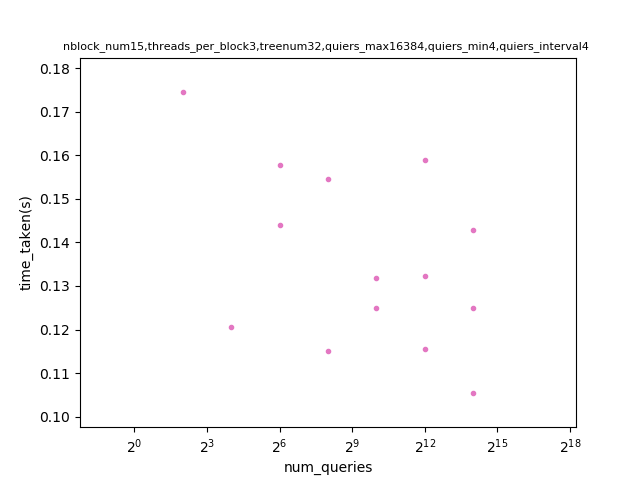 nblock_num15,threads_per_block3,treenum32,quiers_max16384,quiers_min4,quiers_interval4
0.18
0.17
0.16
0.15
0.14
0.13
0.12
0.11
0.10
time_taken(s)
2^0 2^3 2^6 2^9 2^12 2^15 2^18
num_queries